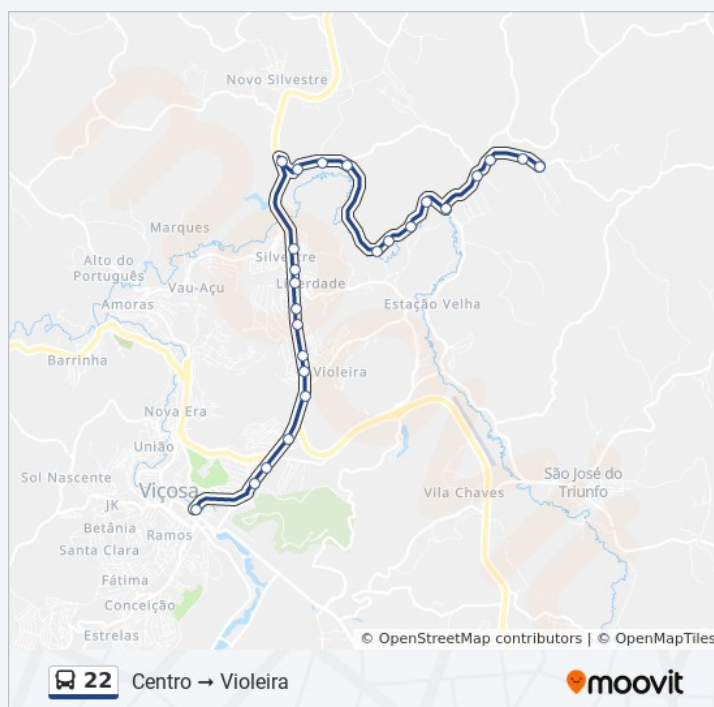 Novo Silvestre
Marques
Silvestre
Alto do
Português
Vau-Açu
Liberdade
Amoras
Estação Velha
Barrinha
Violeira
Nova Era
União
Sol Nascente
Viçosa
São José do
Triunfo
JK
Vila Chaves
Betânia
Ramos
Santa Clara
Fátima
Conceição
Estrelas
© OpenStreetMap contributors | © OpenMapTiles
22 Centro → Violeira
moovit